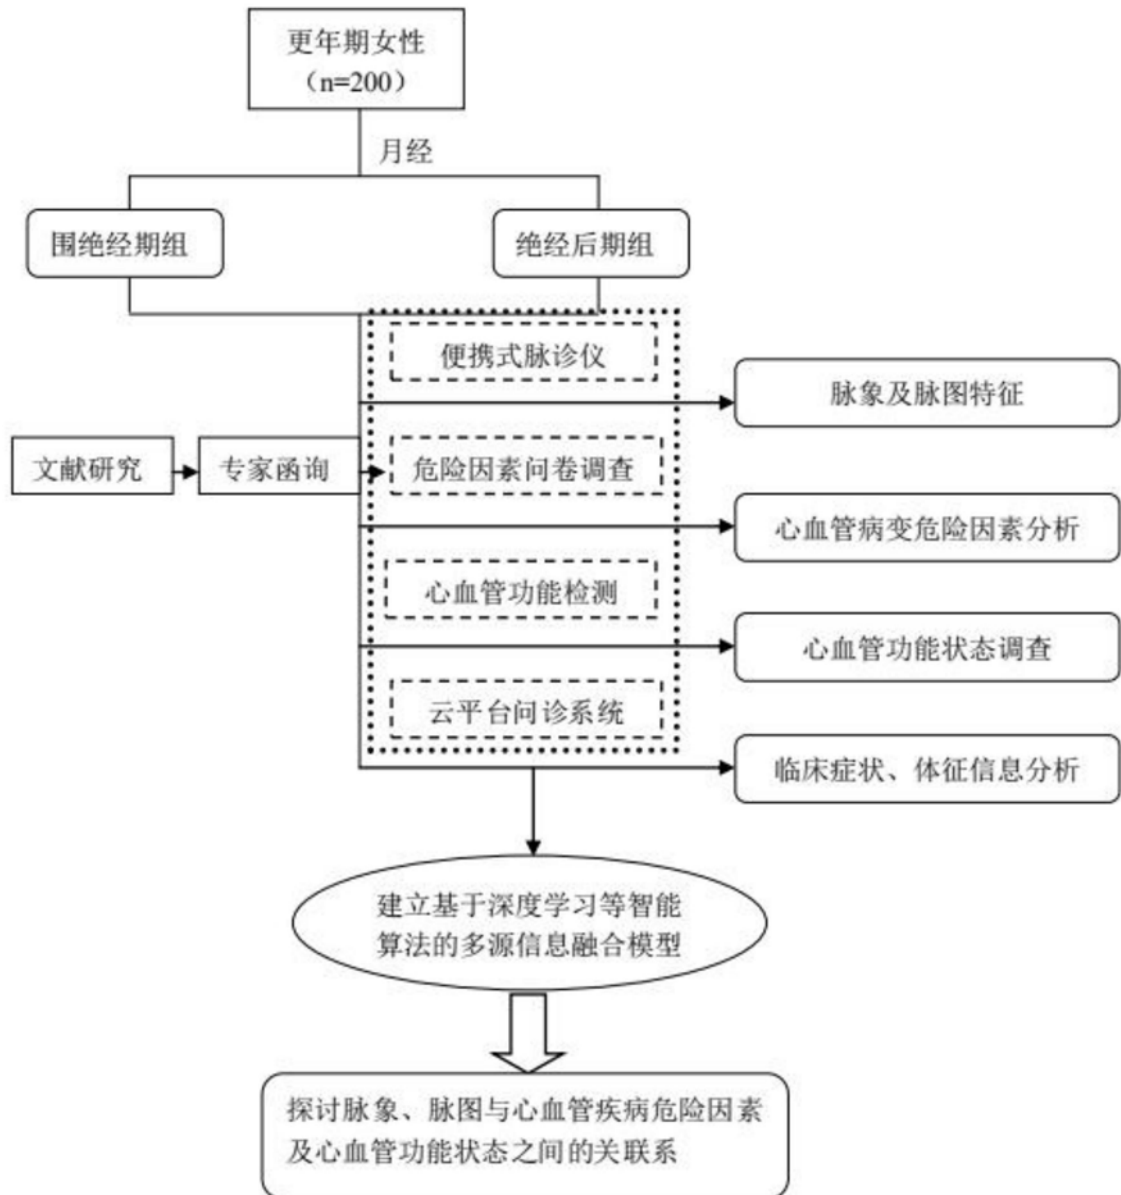 更年期女性
（n=200）
月经
围绝经期组
绝经后期组
便携式脉诊仪
脉象及脉图特征
文献研究
专家函询
危险因素问卷调查
心血管病变危险因素分析
心血管功能检测
心血管功能状态调查
云平台问诊系统
临床症状、体征信息分析
建立基于深度学习等智能
算法的多源信息融合模型
探讨脉象、脉图与心血管疾病危险因素
及心血管功能状态之间的关联系